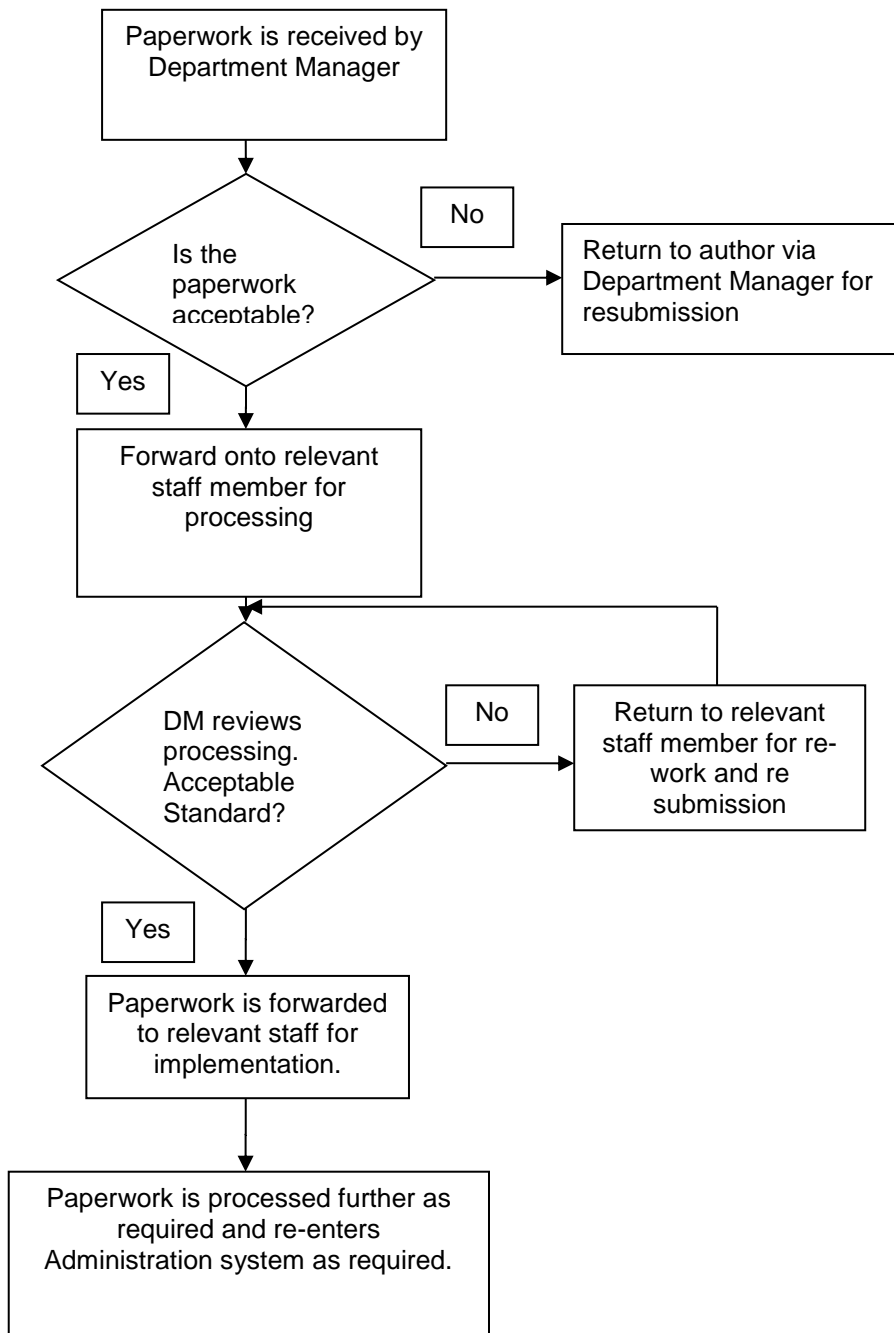 Paperwork is received by
Department Manager
No
Is the
paperwork
acceptable?
Return to author via
Department Manager for
resubmission
Yes
Forward onto relevant
staff member for
processing
DM reviews
processing.
Acceptable
Standard?
No
Return to relevant
staff member for re-
work and re
submission
Yes
Paperwork is forwarded
to relevant staff for
implementation.
Paperwork is processed further as
required and re-enters
Administration system as required.